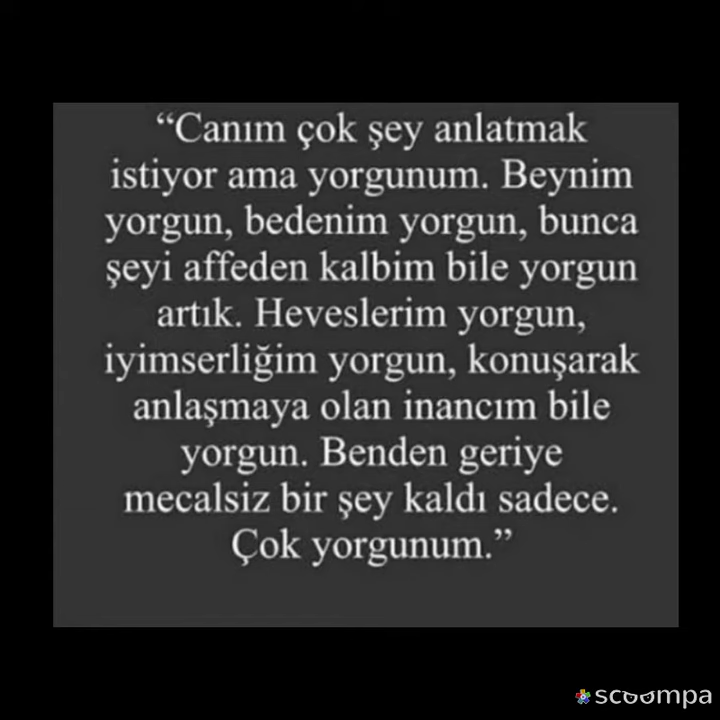 “Canım çok şey anlatmak
istiyor ama yorgunum. Beynim
yorgun, bedenim yorgun, bunca
şeyi affeden kalbim bile yorgun
artık. Heveslerim yorgun,
iyimserliğim yorgun, konuşarak
anlaşmaya olan inancım bile
yorgun. Benden geriye
mecalsiz bir şey kaldı sadece.
Çok yorgunum.”
scoompa